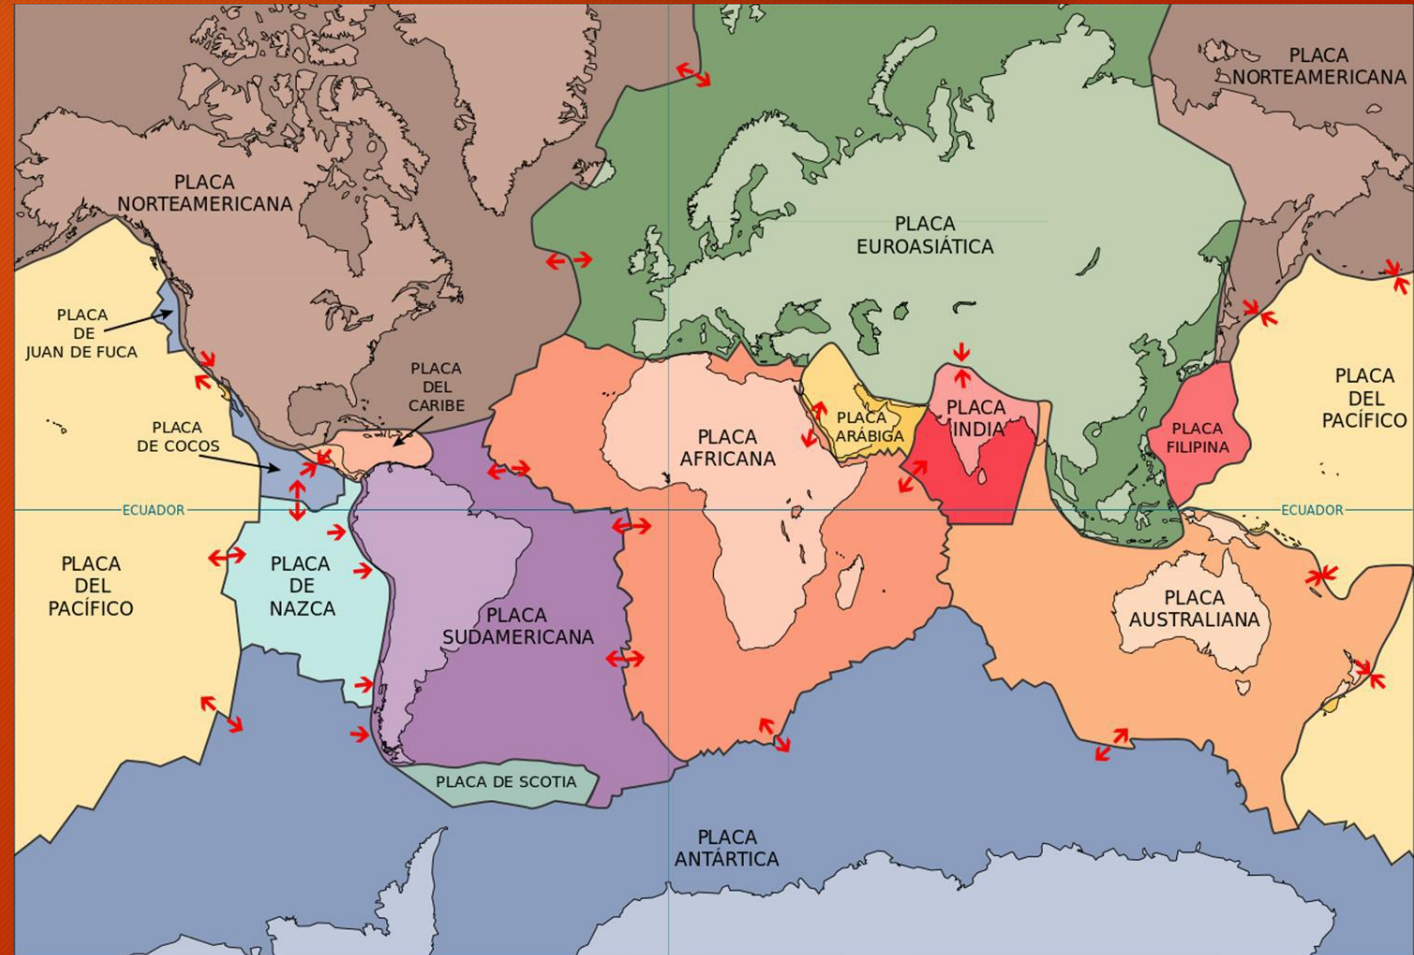 PLACA
NORTEAMERICANA
PLACA
NORTEAMERICANA
PLACA
EUROASIÁTÍCA
PLACA
DE
JUAN DE FUCA
PLACA
DEL
CARIBE
PLACA
DEL
PACÍFICO
PLACA
DE COCOS
PLACA
AFRICANA
PLACA
ARÁBIGA
PLACA
INDIA
PLACA
FILIPINA
ECUADOR
ECUADOR
PLACA
DEL
PACÍFICO
PLACA
DE
NAZCA
PLACA
SUDAMERICANA
PLACA
AUSTRALIANA
PLACA DE SCOTIA
PLACA
ANTÁRTICA